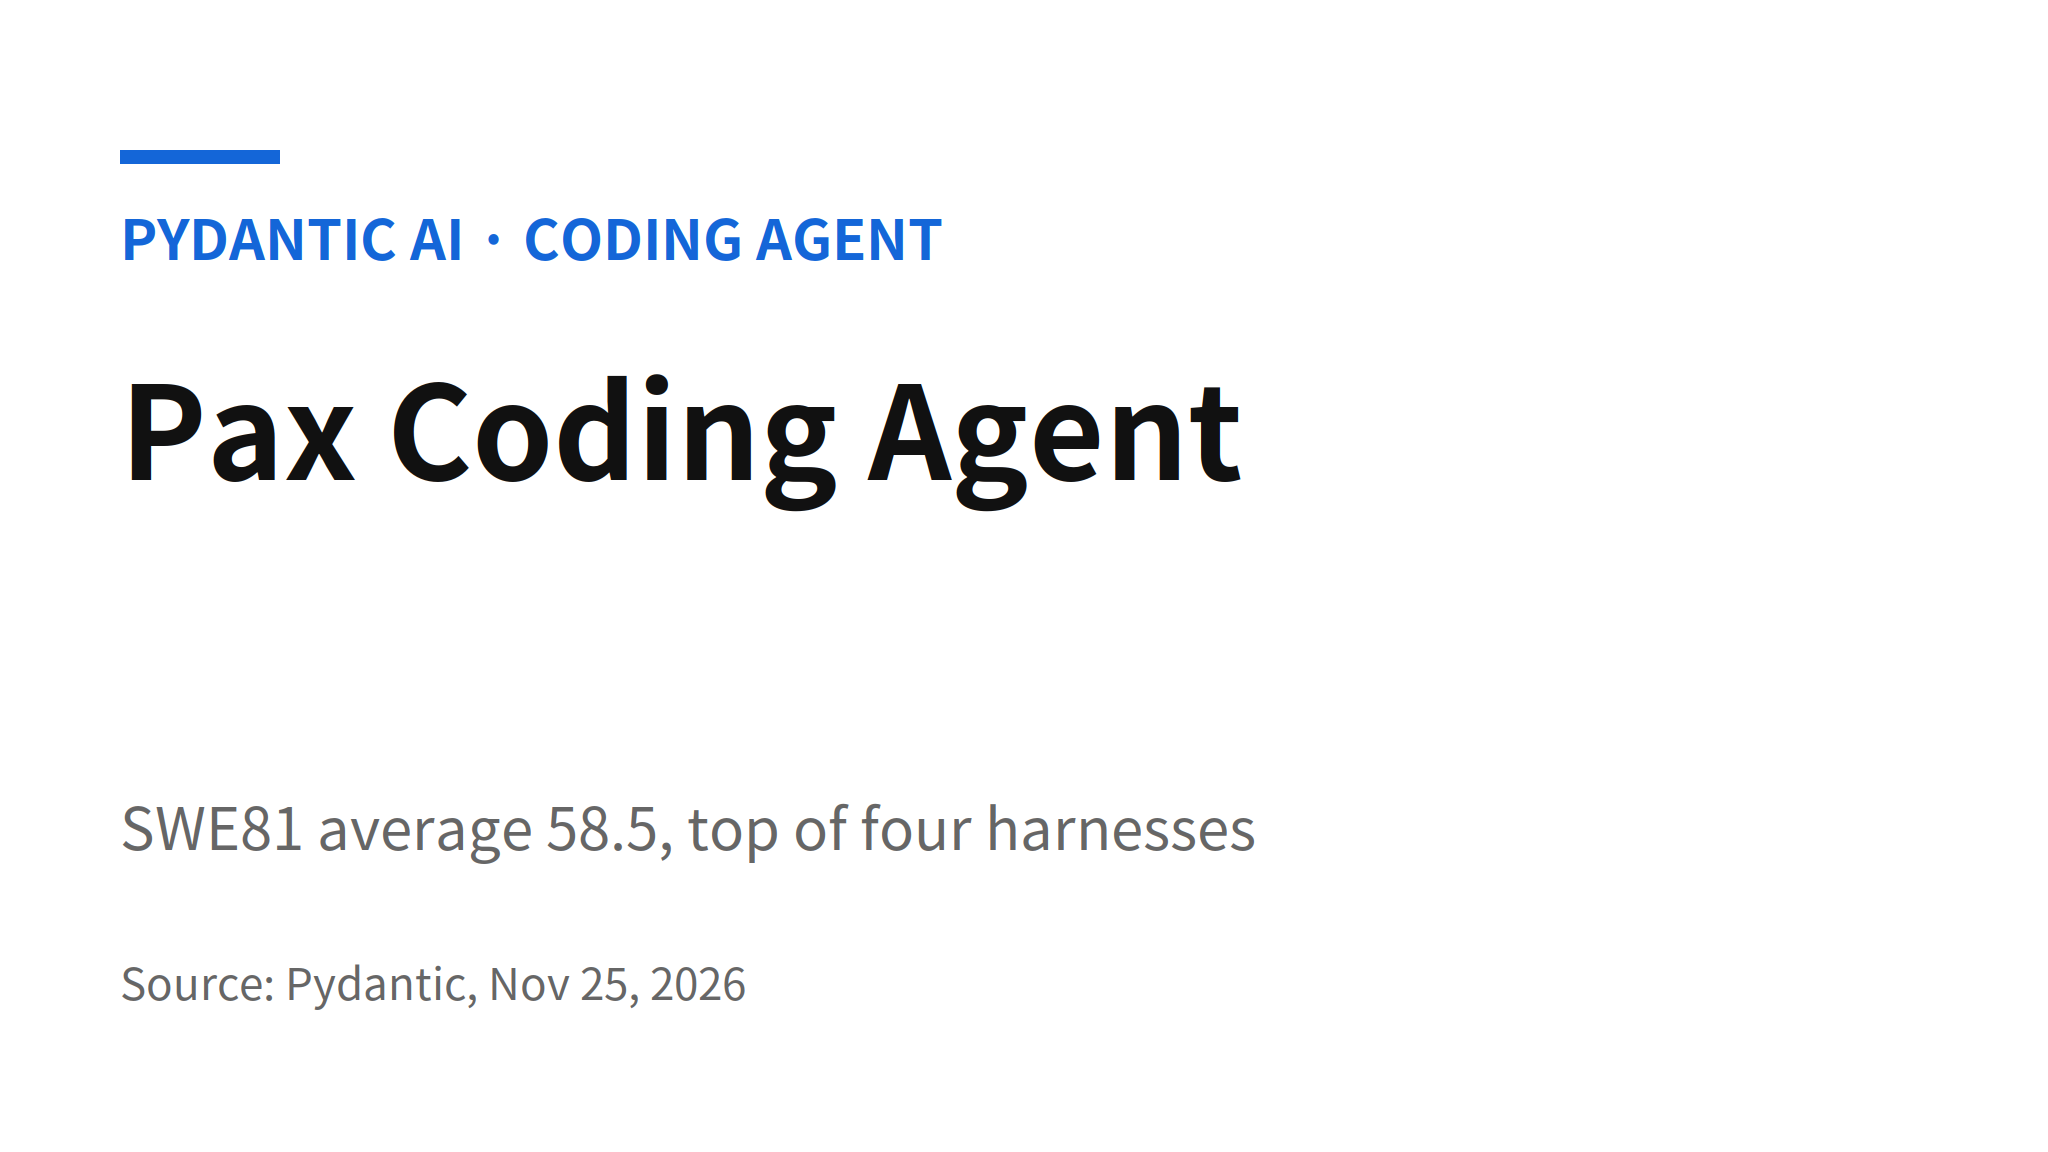 PYDANTIC AI · CODING AGENT
Pax Coding Agent
SWE81 average 58.5, top of four harnesses
Source: Pydantic, Nov 25, 2026